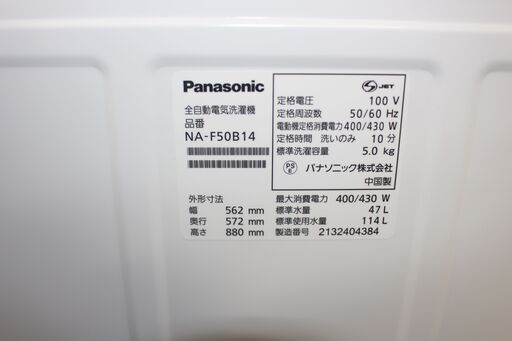 Panasonic
全自動電気洗濯機
品番
NA-F50B14
外形寸法
幅 562 mm
奥行 572 mm
高さ 880 mm
S JET
定格電圧 100 V
定格周波数 50/60 Hz
電動機定格消費電力 400/430 W
定格時間 洗いのみ 10 分
標準洗濯容量 5.0 kg
PS E パナソニック株式会社
中国製
最大消費電力 400/430 W
標準水量 47 L
標準使用水量 114 L
製造番号 2132404384